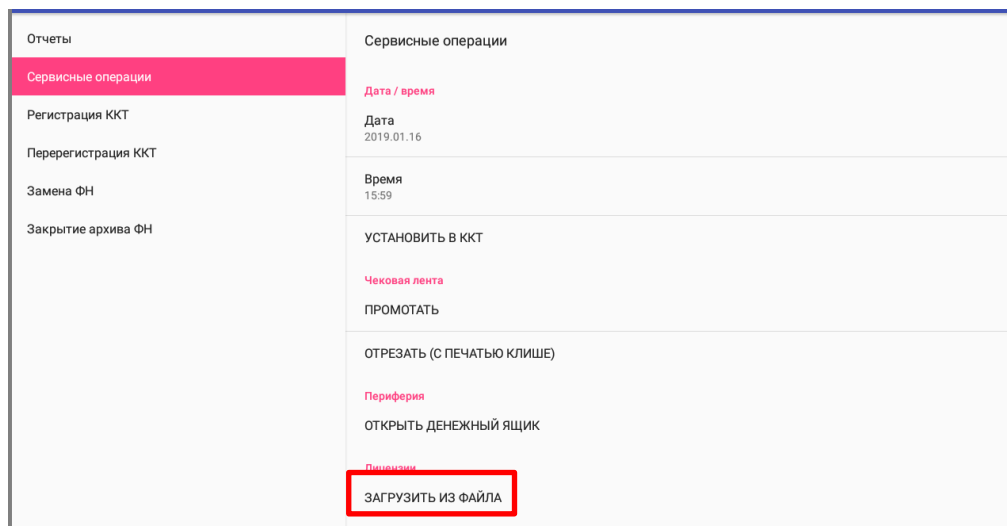 Отчеты
Сервисные операции
Регистрация ККТ
Перерегистрация ККТ
Замена ФН
Закрытие архива ФН
Сервисные операции
Дата / время
Дата
2019.01.16
Время
15:59
УСТАНОВИТЬ В ККТ
Чековая лента
ПРОМОТАТЬ
ОТРЕЗАТЬ (С ПЕЧАТЬЮ КЛИШЕ)
Периферия
ОТКРЫТЬ ДЕНЕЖНЫЙ ЯЩИК
Лицензии
ЗАГРУЗИТЬ ИЗ ФАЙЛА